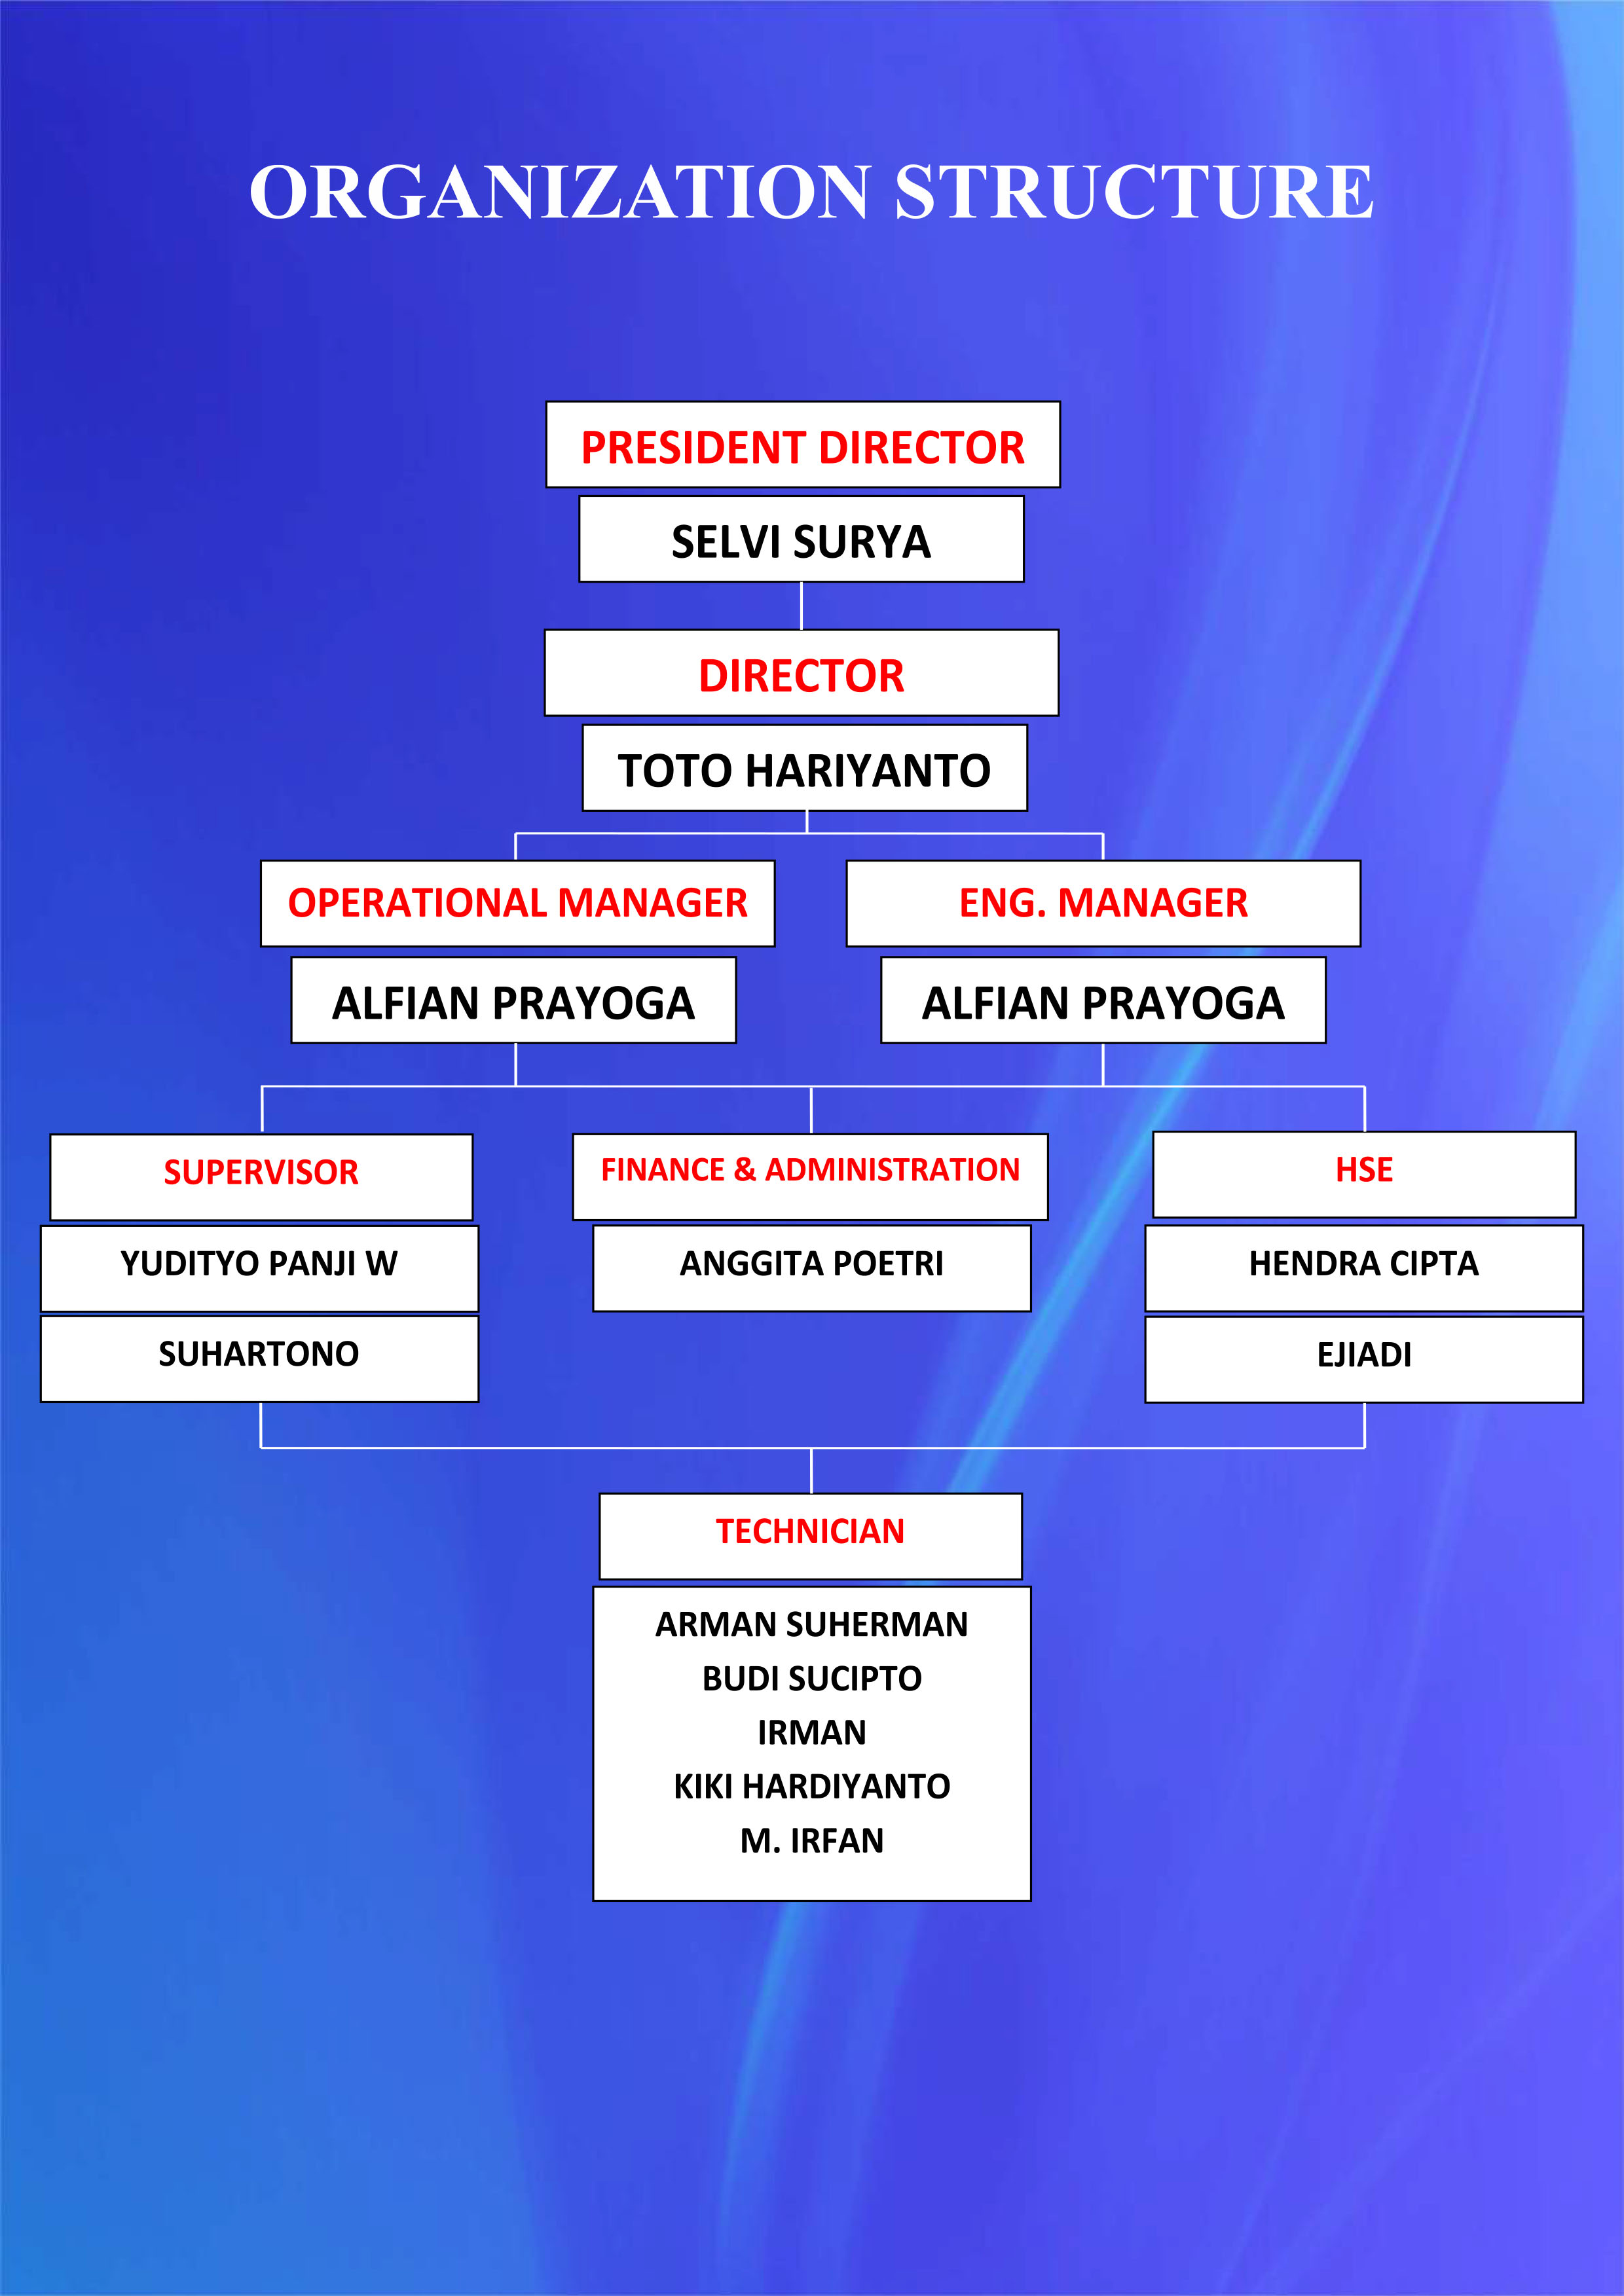 ORGANIZATION STRUCTURE
PRESIDENT DIRECTOR
SELVI SURYA
DIRECTOR
TOTO HARIYANTO
OPERATIONAL MANAGER
ENG. MANAGER
ALFIAN PRAYOGA
ALFIAN PRAYOGA
SUPERVISOR
FINANCE & ADMINISTRATION
HSE
YUDITYO PANJI W
ANGGITA POETRI
HENDRA CIPTA
SUHARTONO
EJIADI
TECHNICIAN
ARMAN SUHERMAN
BUDI SUCIPTO
IRMAN
KIKI HARDIYANTO
M. IRFAN